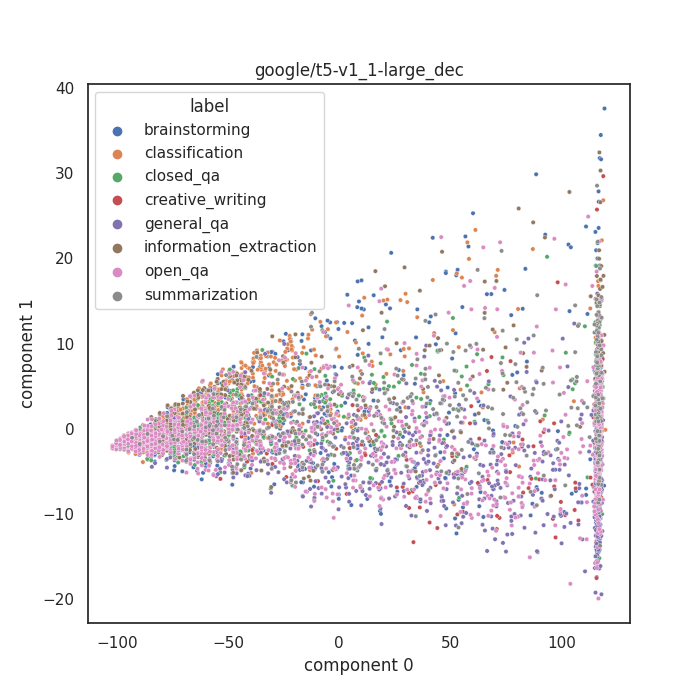 google/t5-v1_1-large_dec
40
30
20
10
0
−10
−20
component 1
label
brainstorming
classification
closed_qa
creative_writing
general_qa
information_extraction
open_qa
summarization
−100
−50
0
50
100
component 0